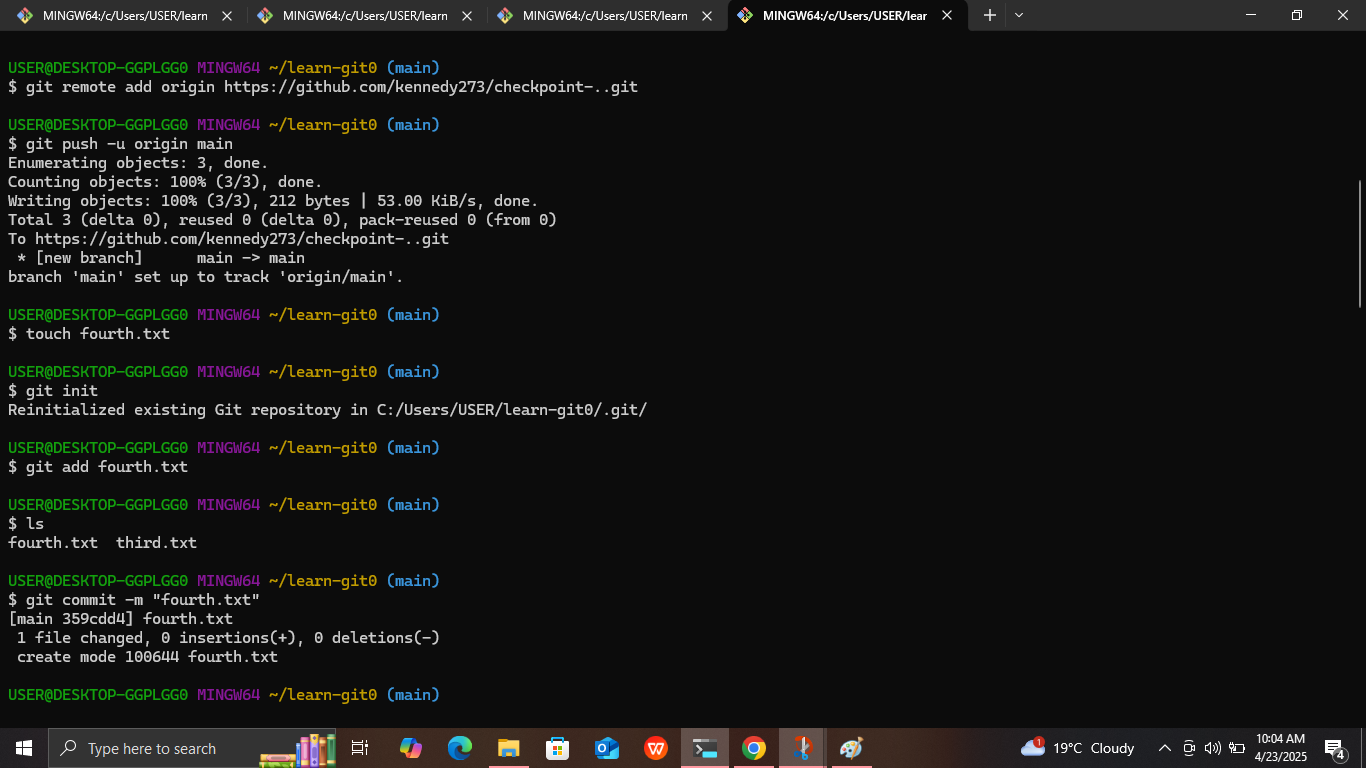 MINGW64:/c/Users/USER/learn
MINGW64:/c/Users/USER/learn
MINGW64:/c/Users/USER/learn
MINGW64:/c/Users/USER/lear
USER@DESKTOP-GGPLGG0 MINGW64 ~/learn-git0 (main)
$ git remote add origin https://github.com/kennedy273/checkpoint-..git
USER@DESKTOP-GGPLGG0 MINGW64 ~/learn-git0 (main)
$ git push -u origin main
Enumerating objects: 3, done.
Counting objects: 100% (3/3), done.
Writing objects: 100% (3/3), 212 bytes | 53.00 KiB/s, done.
Total 3 (delta 0), reused 0 (delta 0), pack-reused 0 (from 0)
To https://github.com/kennedy273/checkpoint-..git
 * [new branch]      main -> main
branch 'main' set up to track 'origin/main'.
USER@DESKTOP-GGPLGG0 MINGW64 ~/learn-git0 (main)
$ touch fourth.txt
USER@DESKTOP-GGPLGG0 MINGW64 ~/learn-git0 (main)
$ git init
Reinitialized existing Git repository in C:/Users/USER/learn-git0/.git/
USER@DESKTOP-GGPLGG0 MINGW64 ~/learn-git0 (main)
$ git add fourth.txt
USER@DESKTOP-GGPLGG0 MINGW64 ~/learn-git0 (main)
$ ls
fourth.txt  third.txt
USER@DESKTOP-GGPLGG0 MINGW64 ~/learn-git0 (main)
$ git commit -m "fourth.txt"
[main 359cdd4] fourth.txt
 1 file changed, 0 insertions(+), 0 deletions(-)
 create mode 100644 fourth.txt
USER@DESKTOP-GGPLGG0 MINGW64 ~/learn-git0 (main)
Type here to search
1
19°C Cloudy
10:04 AM
4/23/2025
4